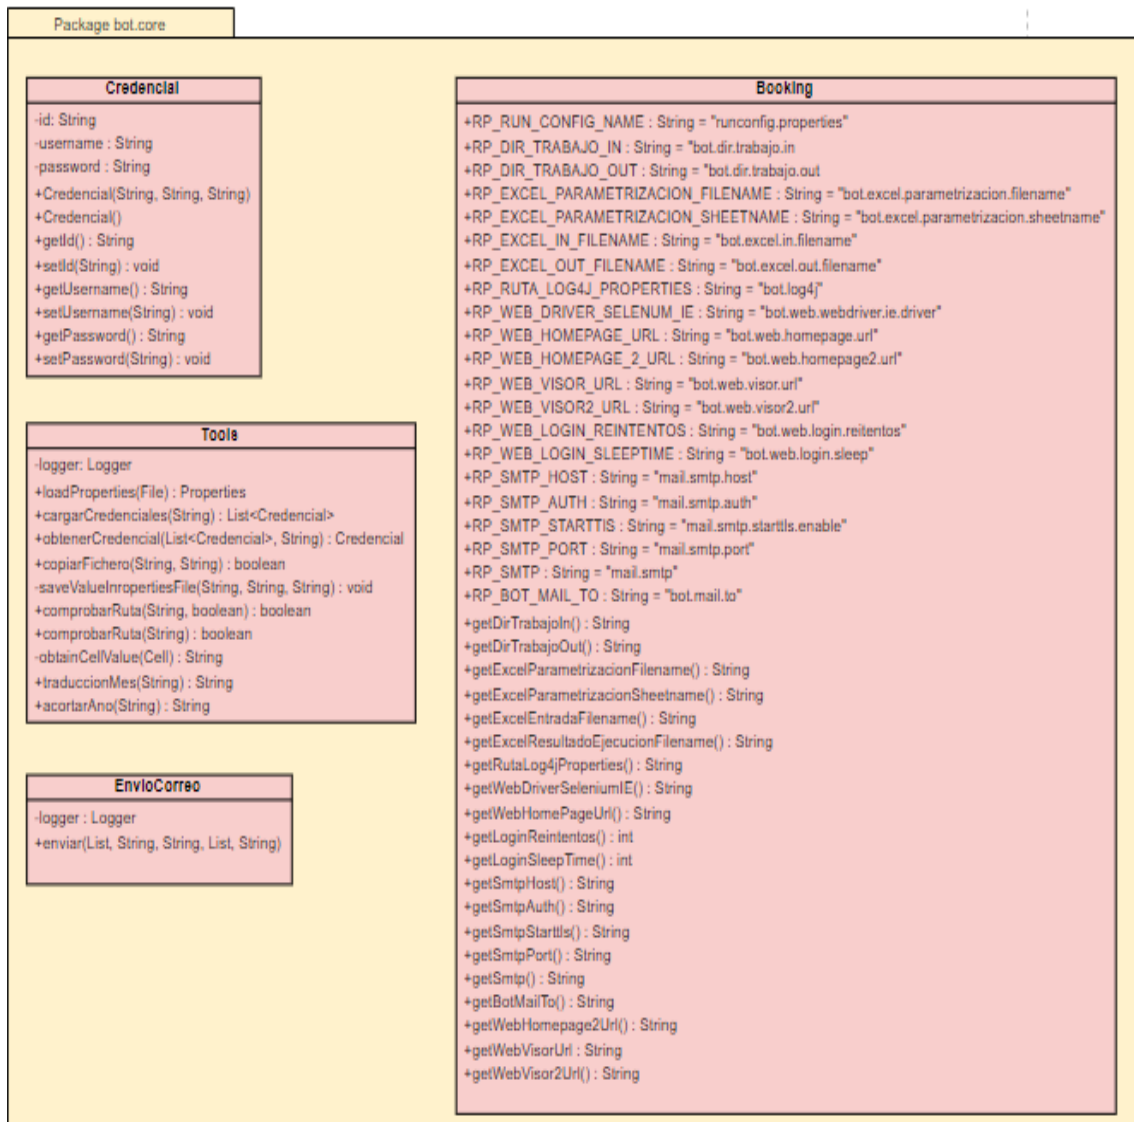 Package bot.core
Credencial
-id: String
-username : String
-password : String
+Credencial(String, String, String)
+Credencial()
+getId() : String
+setId(String) : void
+getUsername() : String
+setUsername(String) : void
+getPassword() : String
+setPassword(String) : void
Tools
-logger: Logger
+loadProperties(File) : Properties
+cargarCredenciales(String) : List<Credencial>
+obtenerCredencial(List<Credencial>, String) : Credencial
+copiarFichero(String, String) : boolean
-saveValueInropertiesFile(String, String, String) : void
+comprobarRuta(String, boolean) : boolean
+comprobarRuta(String) : boolean
-obtainCellValue(Cell) : String
+traduccionMes(String) : String
+acortarAno(String) : String
EnvioCorreo
-logger : Logger
+enviar(List, String, String, List, String)
Booking
+RP_RUN_CONFIG_NAME : String = "runconfig.properties"
+RP_DIR_TRABAJO_IN : String = "bot.dir.trabajo.in
+RP_DIR_TRABAJO_OUT : String = "bot.dir.trabajo.out
+RP_EXCEL_PARAMETRIZACION_FILENAME : String = "bot.excel.parametrizacion.filename"
+RP_EXCEL_PARAMETRIZACION_SHEETNAME : String = "bot.excel.parametrizacion.sheetname"
+RP_EXCEL_IN_FILENAME : String = "bot.excel.in.filename"
+RP_EXCEL_OUT_FILENAME : String = "bot.excel.out.filename"
+RP_RUTA_LOG4J_PROPERTIES : String = "bot.log4j"
+RP_WEB_DRIVER_SELENUM_IE : String = "bot.web.webdriver.ie.driver"
+RP_WEB_HOMEPAGE_URL : String = "bot.web.homepage.url"
+RP_WEB_HOMEPAGE_2_URL : String = "bot.web.homepage2.url"
+RP_WEB_VISOR_URL : String = "bot.web.visor.url"
+RP_WEB_VISOR2_URL : String = "bot.web.visor2.url"
+RP_WEB_LOGIN_REINTENTOS : String = "bot.web.login.reitentos"
+RP_WEB_LOGIN_SLEEPTIME : String = "bot.web.login.sleep"
+RP_SMTP_HOST : String = "mail.smtp.host"
+RP_SMTP_AUTH : String = "mail.smtp.auth"
+RP_SMTP_STARTTIS : String = "mail.smtp.starttls.enable"
+RP_SMTP_PORT : String = "mail.smtp.port"
+RP_SMTP : String = "mail.smtp"
+RP_BOT_MAIL_TO : String = "bot.mail.to"
+getDirTrabajoIn() : String
+getDirTrabajoOut() : String
+getExcelParametrizacionFilename() : String
+getExcelParametrizacionSheetname() : String
+getExcelEntradaFilename() : String
+getExcelResultadoEjecucionFilename() : String
+getRutaLog4jProperties() : String
+getWebDriverSeleniumIE() : String
+getWebHomePageUrl() : String
+getLoginReintentos() : int
+getLoginSleepTime() : int
+getSmtpHost() : String
+getSmtpAuth() : String
+getSmtpStarttls() : String
+getSmtpPort() : String
+getSmtp() : String
+getBotMailTo() : String
+getWebHomepage2Url() : String
+getWebVisorUrl : String
+getWebVisor2Url() : String